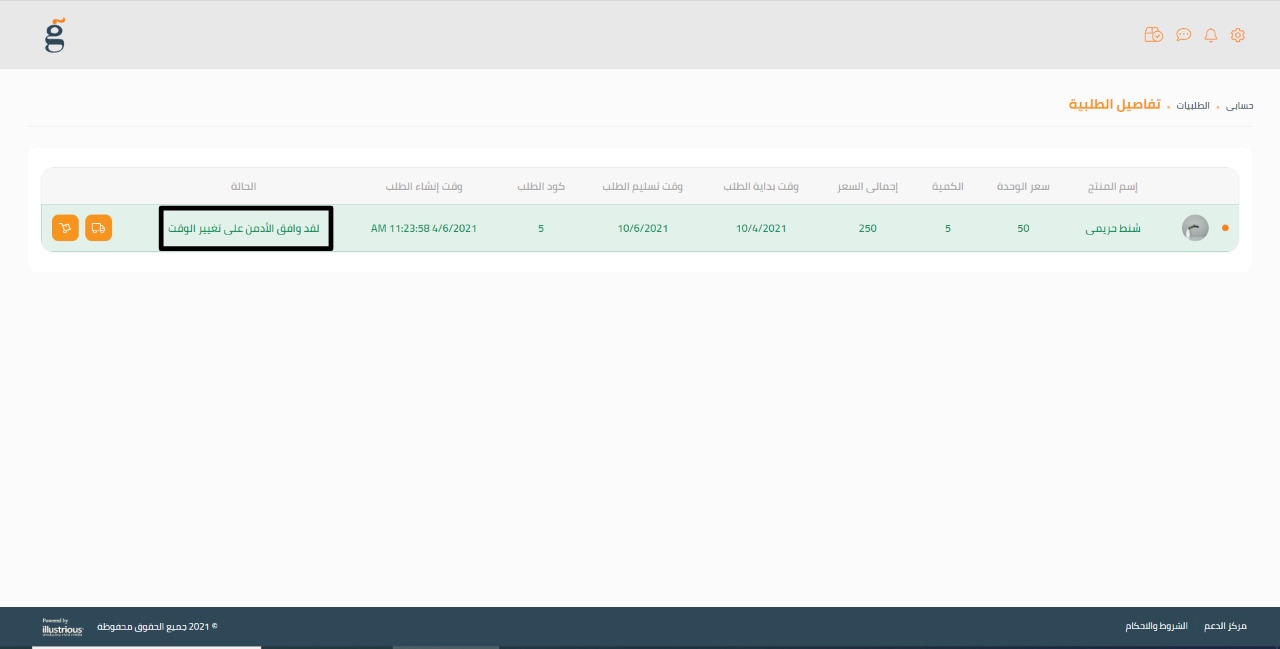 ğ
حسابى • الطلبيات • تفاصيل الطلبية
إسم المنتج سعر الوحدة الكمية إجمالى السعر وقت بداية الطلب وقت تسليم الطلب كود الطلب وقت إنشاء الطلب الحالة
شنط حريمى 50 5 250 10/4/2021 10/6/2021 5 4/6/2021 11:23:58 AM لقد وافق الأدمن على تغيير الوقت
مركز الدعم الشروط والاحكام
© 2021 جميع الحقوق محفوظة
Powered by
illustrious